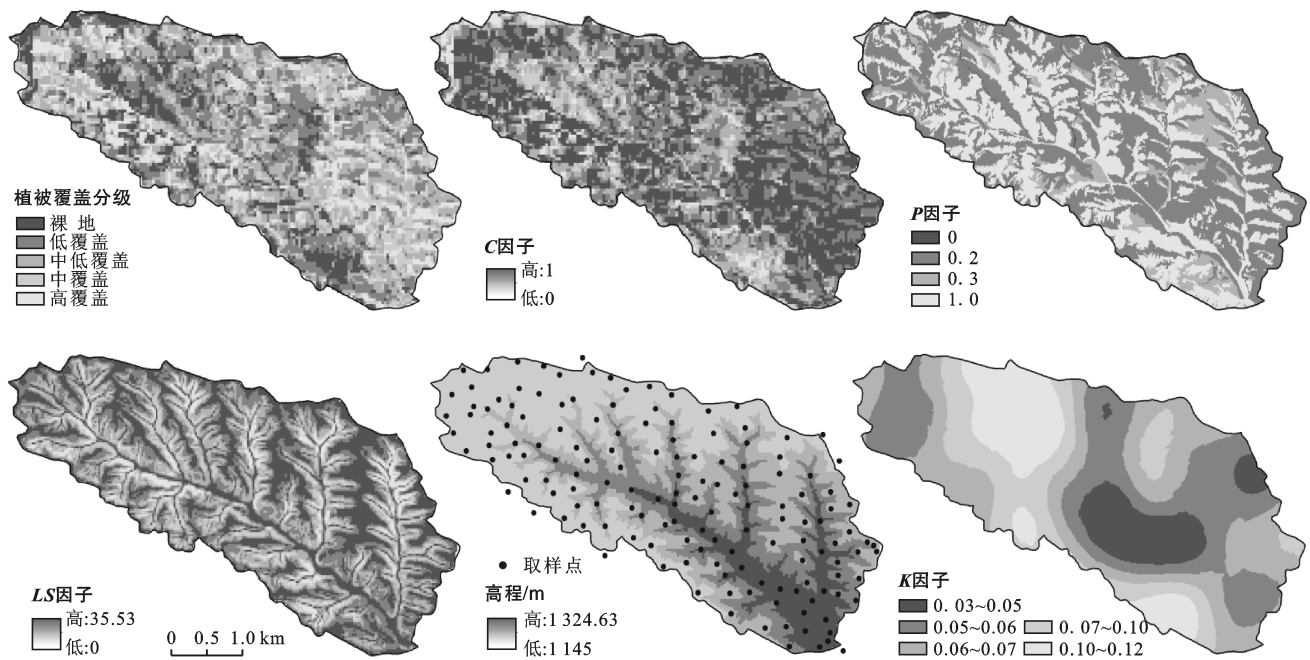 植被覆盖分级
裸 地
低覆盖
中低覆盖
中覆盖
高覆盖
C因子
高:1
低:0
P因子
0
0.2
0.3
1.0
LS因子
高:35.53
低:0
0 0.5 1.0 km
取样点
高程/m
高:1 324.63
低:1 145
K因子
0.03~0.05
0.05~0.06 0.07~0.10
0.06~0.07 0.10~0.12